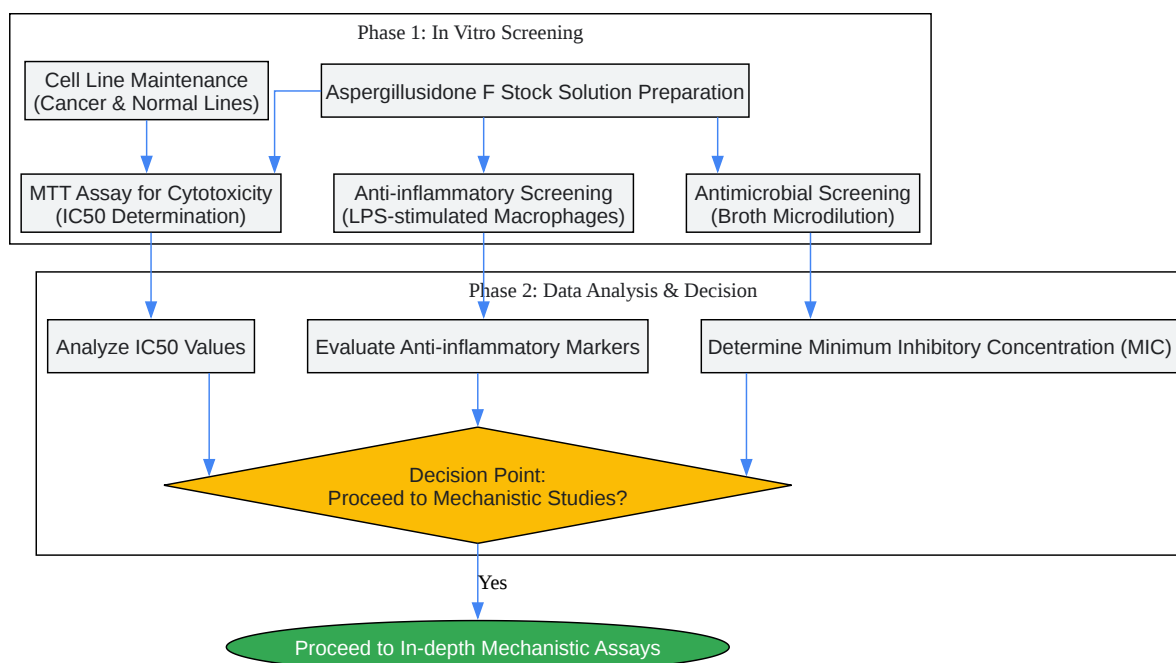 Phase 1: In Vitro Screening
Cell Line Maintenance
(Cancer & Normal Lines)
Aspergillusidone F Stock Solution Preparation
MTT Assay for Cytotoxicity
(IC50 Determination)
Anti-inflammatory Screening
(LPS-stimulated Macrophages)
Antimicrobial Screening
(Broth Microdilution)
Phase 2: Data Analysis & Decision
Analyze IC50 Values
Evaluate Anti-inflammatory Markers
Determine Minimum Inhibitory Concentration (MIC)
Decision Point:
Proceed to Mechanistic Studies?
Yes
Proceed to In-depth Mechanistic Assays